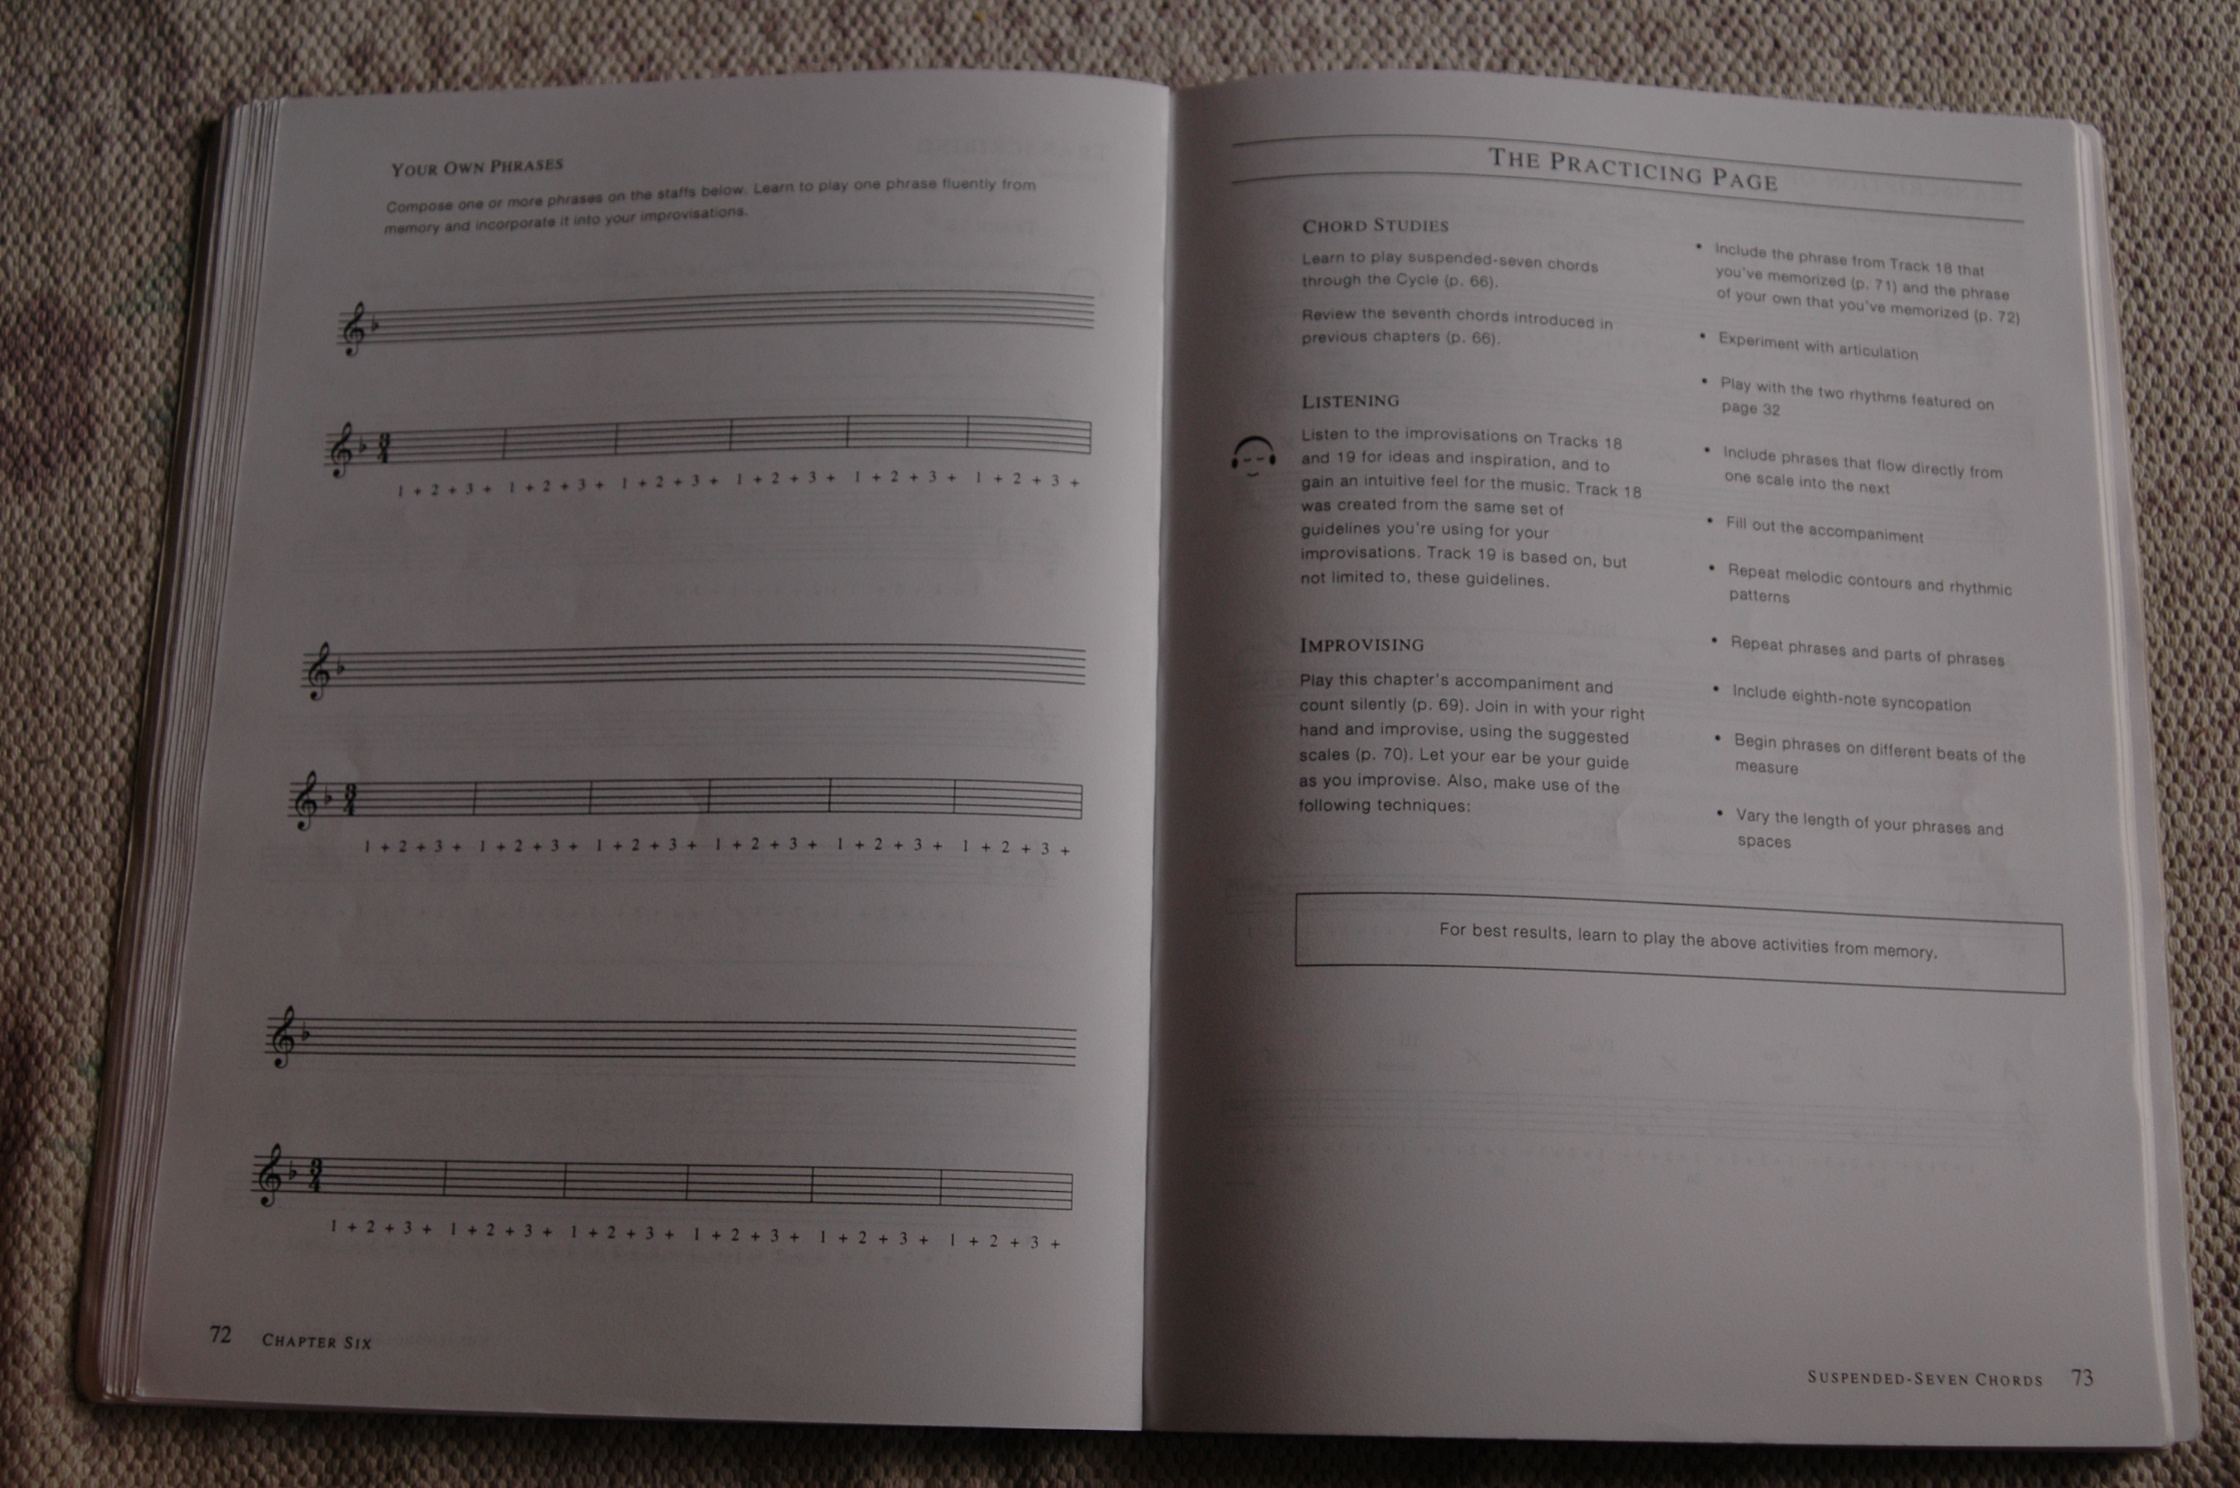 YOUR OWN PHRASES
Compose one or more phrases on the staffs below. Learn to play one phrase fluently from
memory and incorporate it into your improvisations.
3
4
1 + 2 + 3 + 1 + 2 + 3 + 1 + 2 + 3 + 1 + 2 + 3 + 1 + 2 + 3 + 1 + 2 + 3 +
3
4
1 + 2 + 3 + 1 + 2 + 3 + 1 + 2 + 3 + 1 + 2 + 3 + 1 + 2 + 3 + 1 + 2 + 3 +
3
4
1 + 2 + 3 + 1 + 2 + 3 + 1 + 2 + 3 + 1 + 2 + 3 + 1 + 2 + 3 + 1 + 2 + 3 +
72 CHAPTER SIX
THE PRACTICING PAGE
CHORD STUDIES
Learn to play suspended-seven chords
through the Cycle (p. 66).
Review the seventh chords introduced in
previous chapters (p. 66).
LISTENING
Listen to the improvisations on Tracks 18
and 19 for ideas and inspiration, and to
gain an intuitive feel for the music. Track 18
was created from the same set of
guidelines you're using for your
improvisations. Track 19 is based on, but
not limited to, these guidelines.
IMPROVISING
Play this chapter's accompaniment and
count silently (p. 69). Join in with your right
hand and improvise, using the suggested
scales (p. 70). Let your ear be your guide
as you improvise. Also, make use of the
following techniques:
• Include the phrase from Track 18 that
you've memorized (p. 71) and the phrase
of your own that you've memorized (p. 72)
• Experiment with articulation
• Play with the two rhythms featured on
page 32
• Include phrases that flow directly from
one scale into the next
• Fill out the accompaniment
• Repeat melodic contours and rhythmic
patterns
• Repeat phrases and parts of phrases
• Include eighth-note syncopation
• Begin phrases on different beats of the
measure
• Vary the length of your phrases and
spaces
For best results, learn to play the above activities from memory.
SUSPENDED-SEVEN CHORDS 73